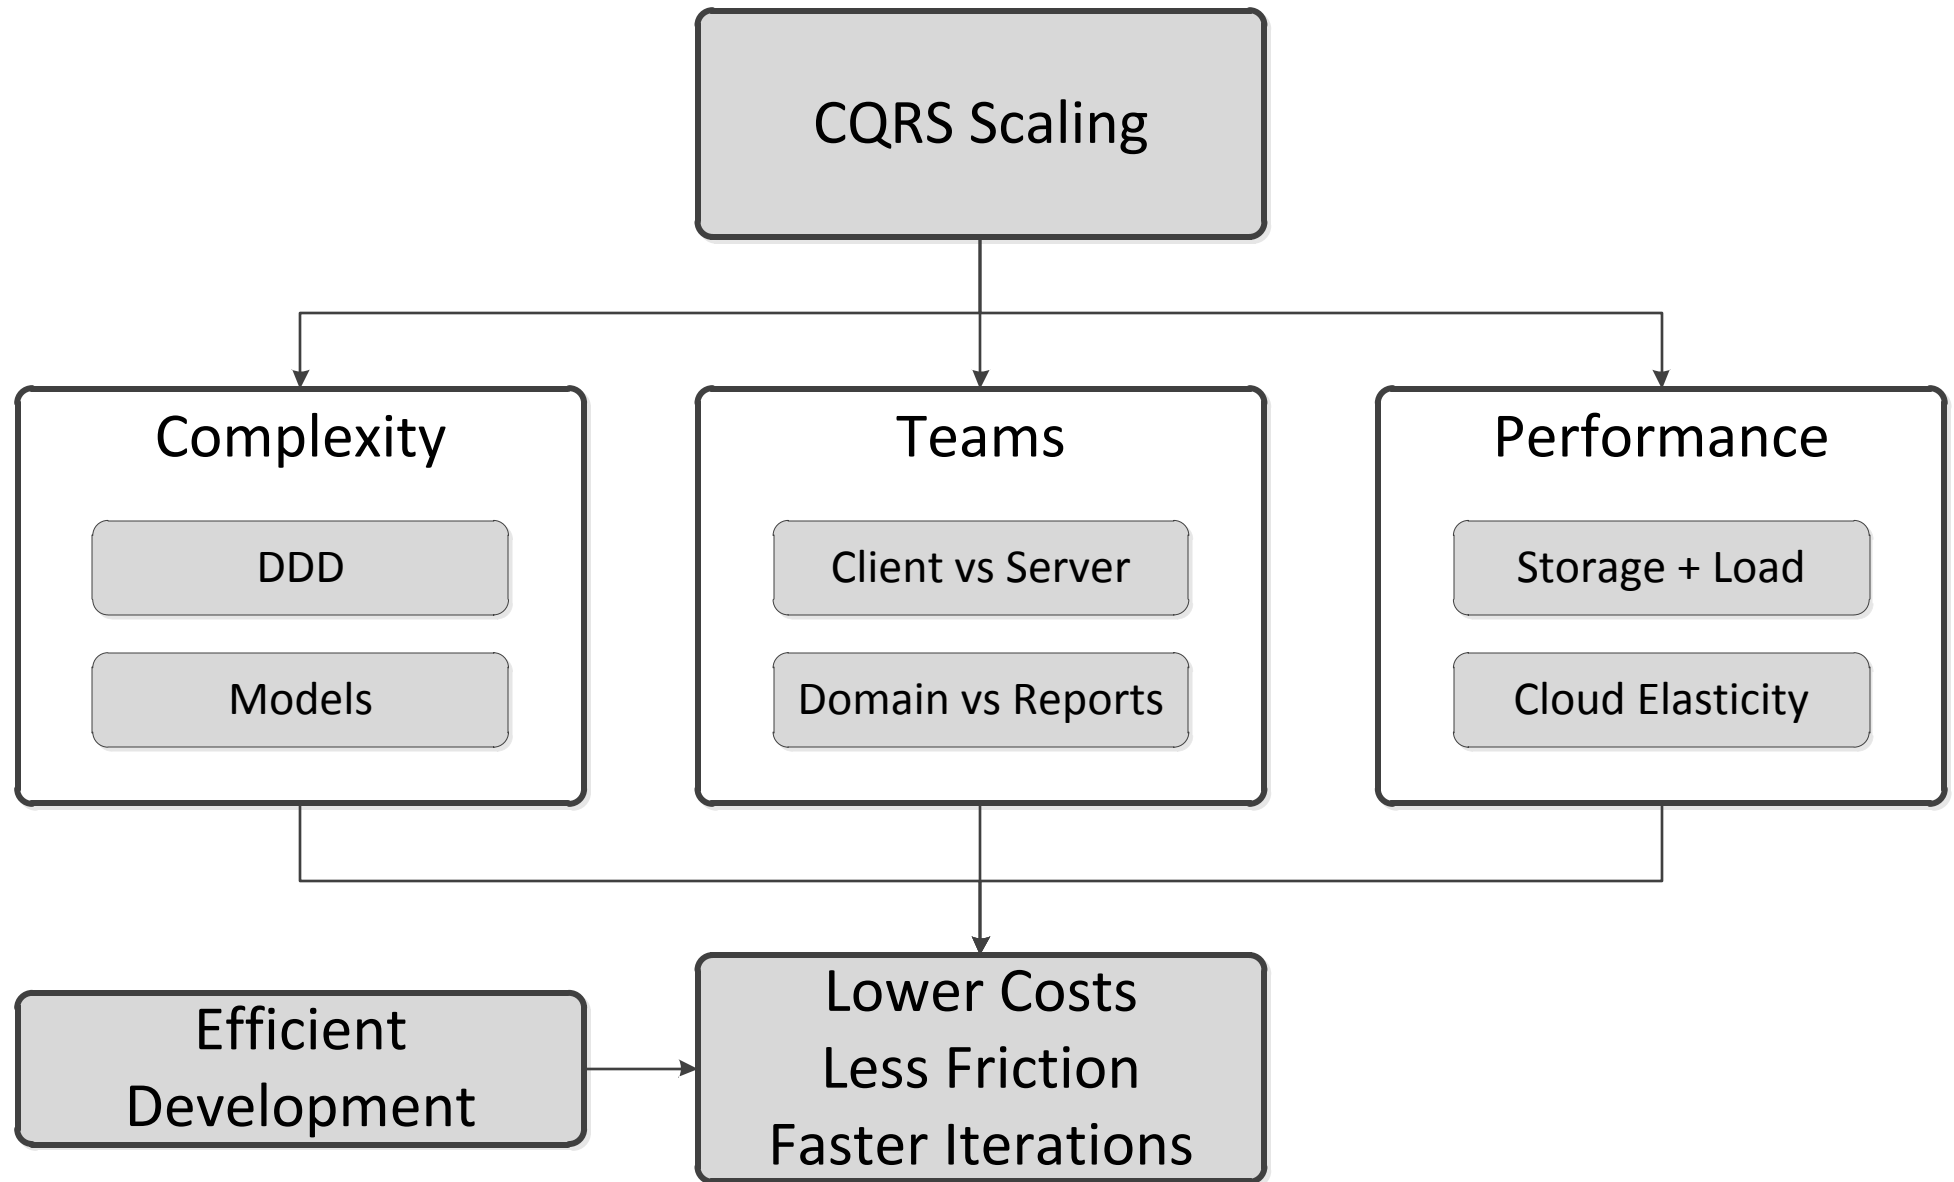 CQRS Scaling
Complexity
DDD
Models
Teams
Client vs Server
Domain vs Reports
Performance
Storage + Load
Cloud Elasticity
Efficient
Development
Lower Costs
Less Friction
Faster Iterations